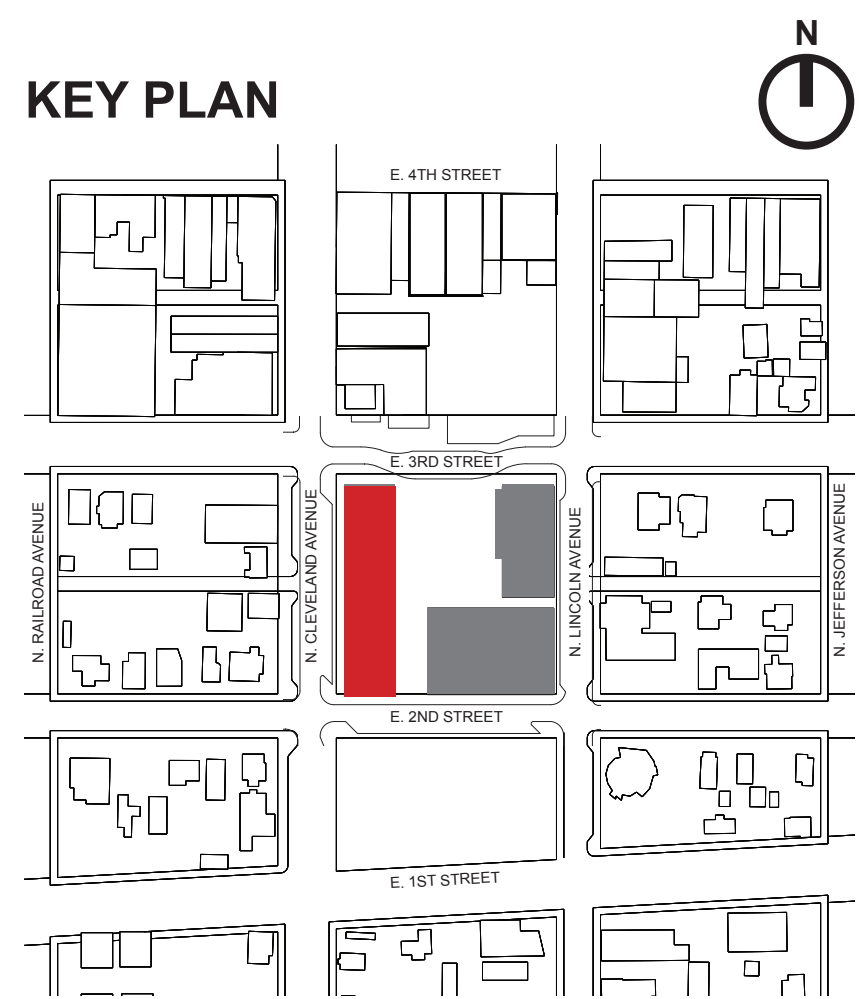 N
KEY PLAN
E. 4TH STREET
E. 3RD STREET
N. RAILROAD AVENUE
N. CLEVELAND AVENUE
N. LINCOLN AVENUE
N. JEFFERSON AVENUE
E. 2ND STREET
E. 1ST STREET